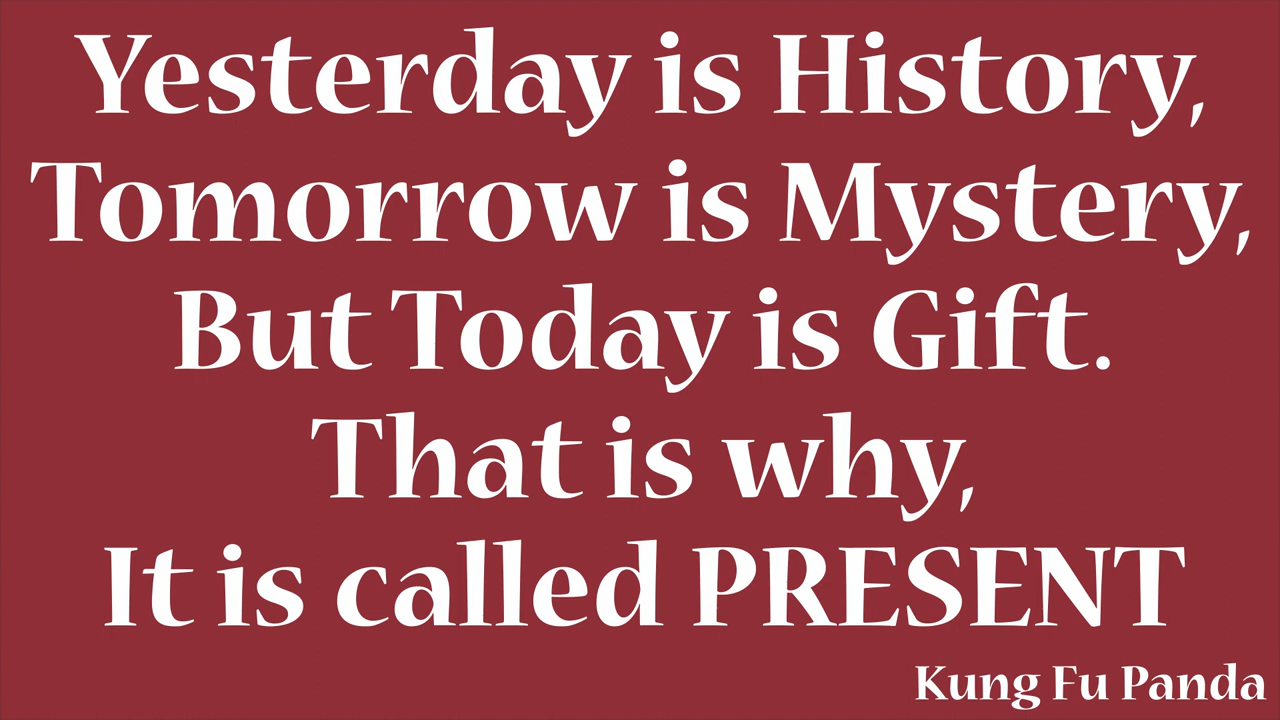 Yesterday is History,
Tomorrow is Mystery,
But Today is Gift.
That is why,
It is called PRESENT
Kung Fu Panda